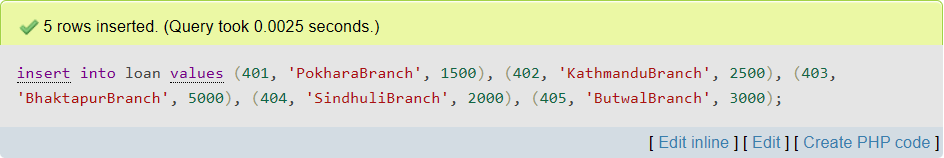 5 rows inserted. (Query took 0.0025 seconds.)
insert into loan values (401, 'PokharaBranch', 1500), (402, 'KathmanduBranch', 2500), (403,
'BhaktapurBranch', 5000), (404, 'SindhuliBranch', 2000), (405, 'ButwalBranch', 3000);
[ Edit inline ] [ Edit ] [ Create PHP code ]